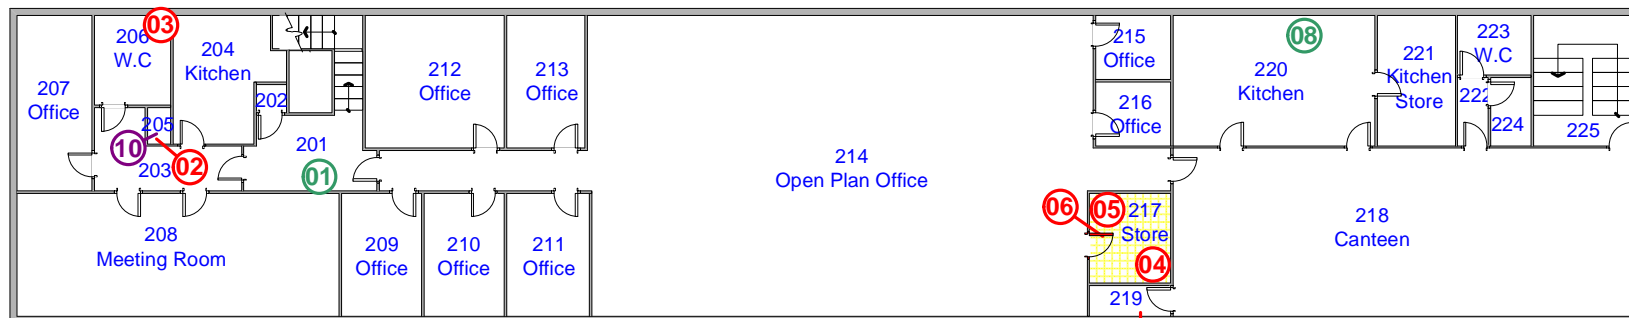 03
206
W.C
204
Kitchen
207
Office
202
205
10
203
02
201
01
208
Meeting Room
212
Office
213
Office
209
Office
210
Office
211
Office
214
Open Plan Office
215
Office
216
Office
06
05
217
Store
04
219
08
220
Kitchen
221
Kitchen
Store
223
W.C
222
224
225
218
Canteen